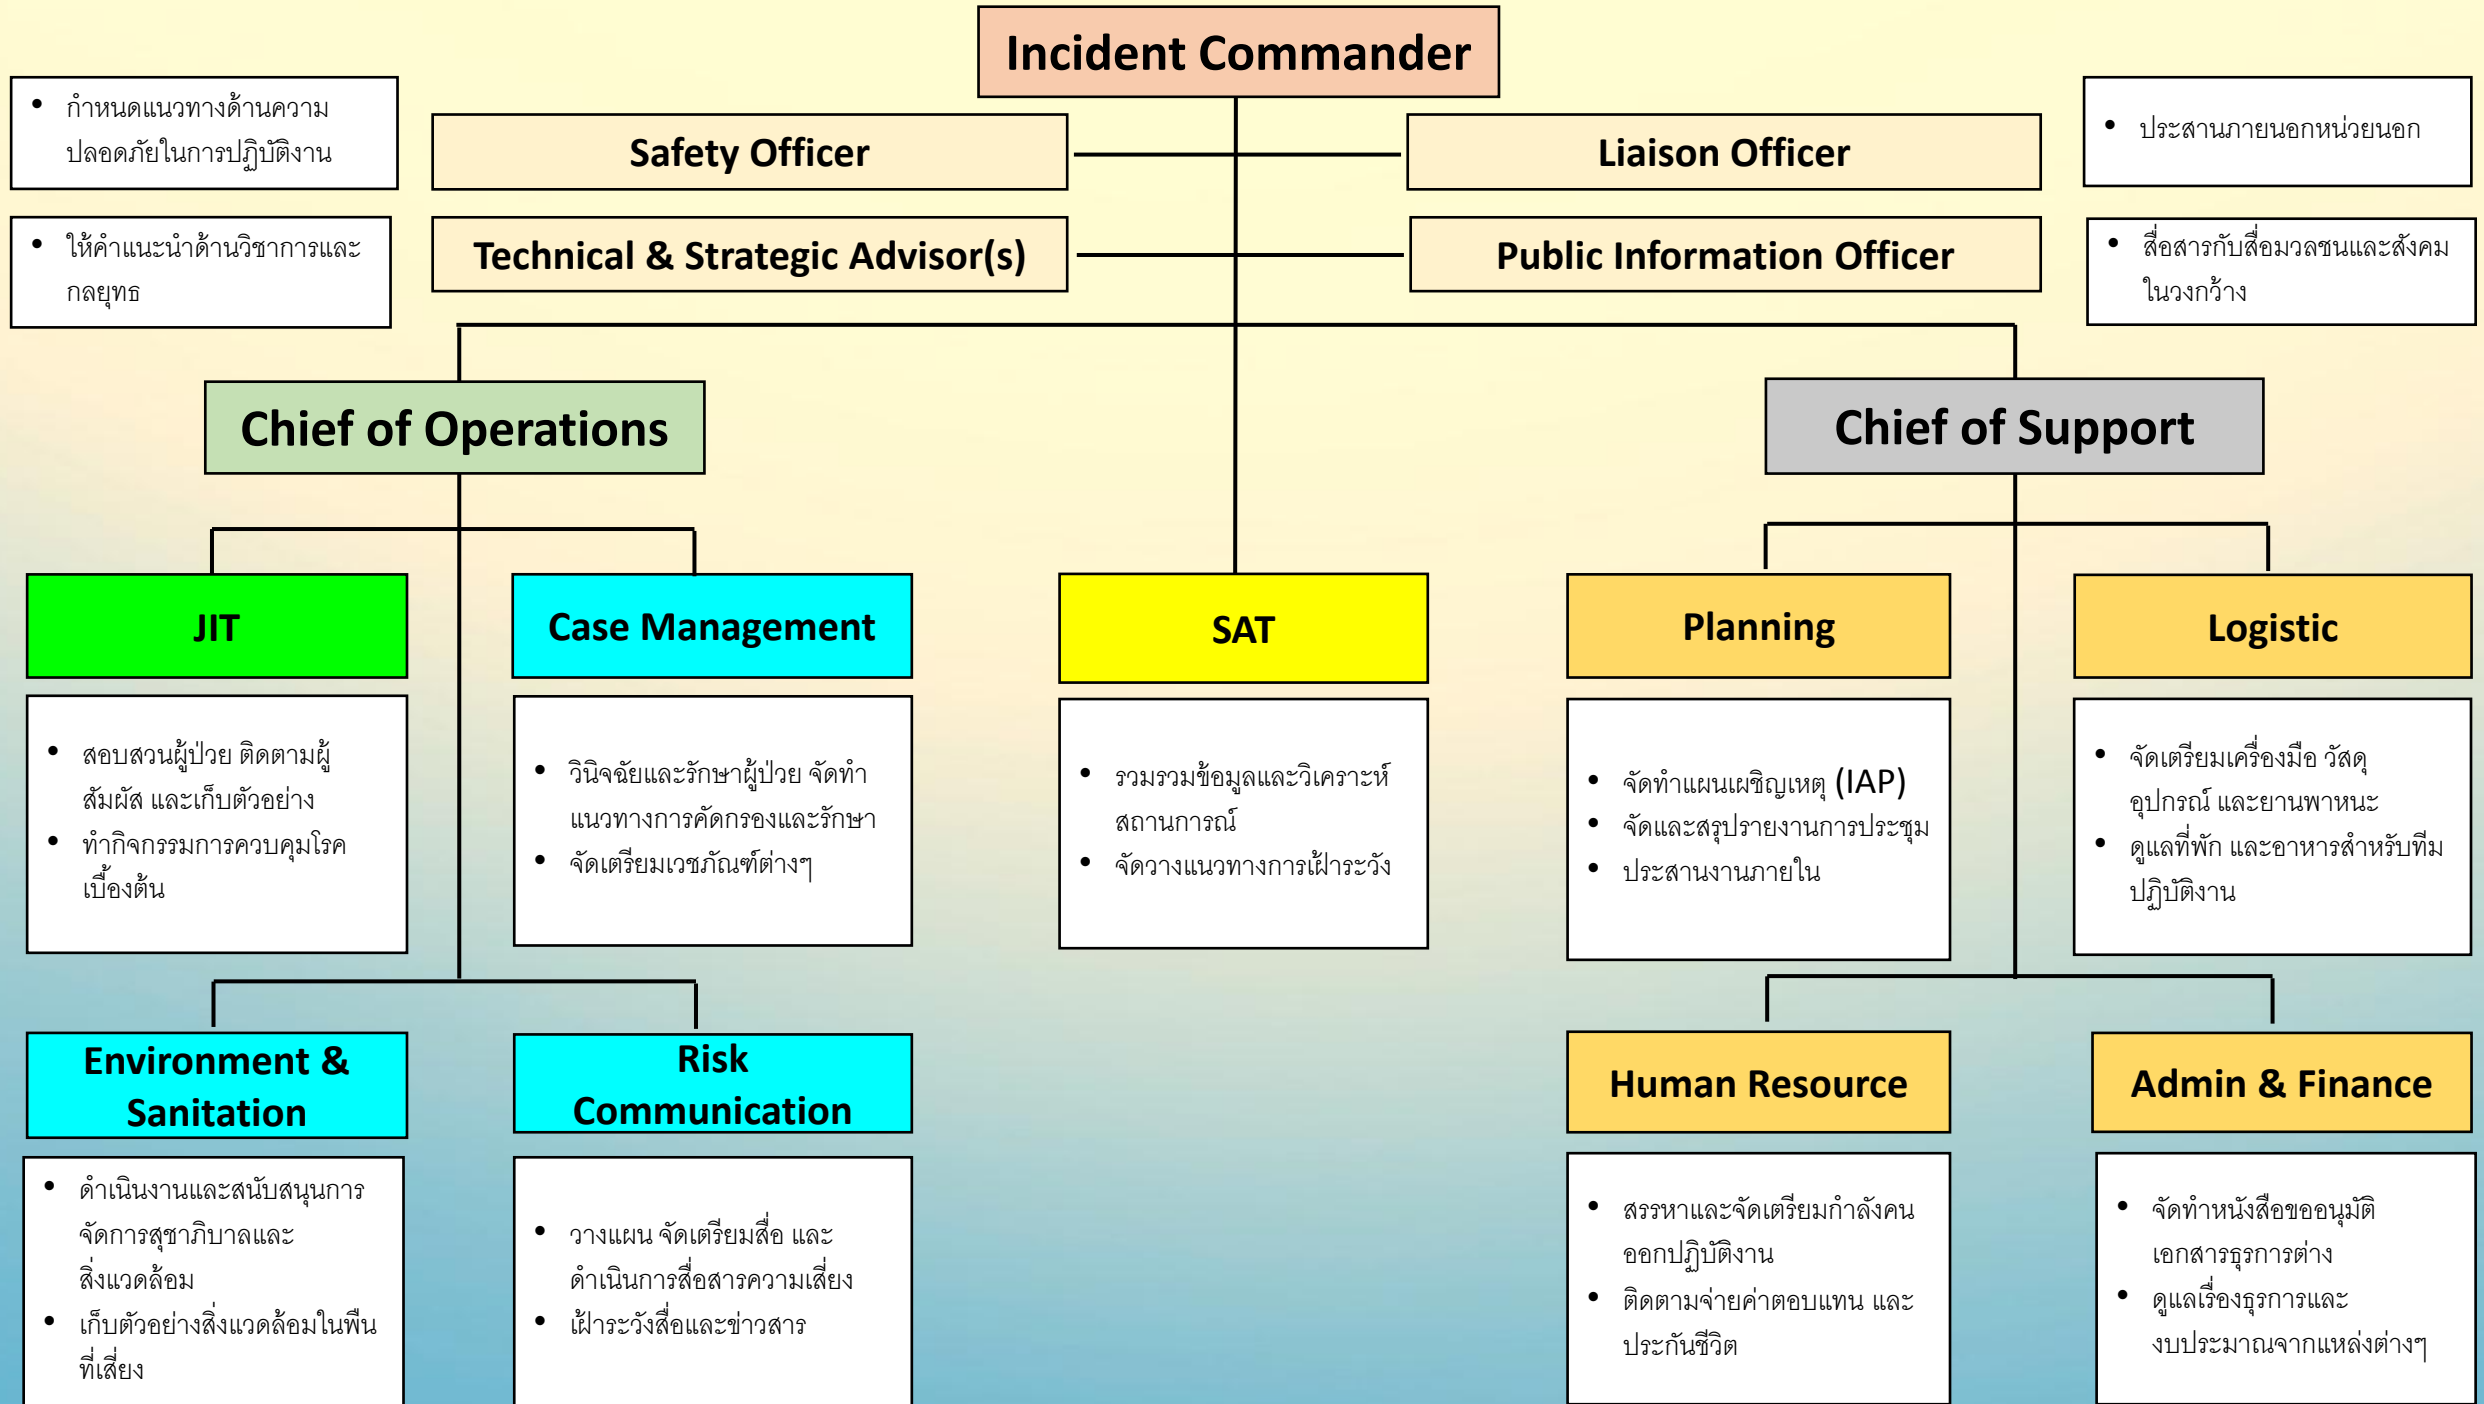 Incident Commander
• กำหนดแนวทางด้านความ
ปลอดภัยในการปฏิบัติงาน
Safety Officer
Liaison Officer
• ประสานภายนอกหน่วยนอก
• ให้คำแนะนำด้านวิชาการและ
กลยุทธ
Technical & Strategic Advisor(s)
Public Information Officer
• สื่อสารกับสื่อมวลชนและสังคม
ในวงกว้าง
Chief of Operations
Chief of Support
JIT
• สอบสวนผู้ป่วย ติดตามผู้
สัมผัส และเก็บตัวอย่าง
• ทำกิจกรรมการควบคุมโรค
เบื้องต้น
Case Management
• วินิจฉัยและรักษาผู้ป่วย จัดทำ
แนวทางการคัดกรองและรักษา
• จัดเตรียมเวชภัณฑ์ต่างๆ
SAT
• รวมรวมข้อมูลและวิเคราะห์
สถานการณ์
• จัดวางแนวทางการเฝ้าระวัง
Planning
• จัดทำแผนเผชิญเหตุ (IAP)
• จัดและสรุปรายงานการประชุม
• ประสานงานภายใน
Logistic
• จัดเตรียมเครื่องมือ วัสดุ
อุปกรณ์ และยานพาหนะ
• ดูแลที่พัก และอาหารสำหรับทีม
ปฏิบัติงาน
Environment &
Sanitation
• ดำเนินงานและสนับสนุนการ
จัดการสุขาภิบาลและ
สิ่งแวดล้อม
• เก็บตัวอย่างสิ่งแวดล้อมในพืน
ที่เสี่ยง
Risk
Communication
• วางแผน จัดเตรียมสื่อ และ
ดำเนินการสื่อสารความเสี่ยง
• เฝ้าระวังสื่อและข่าวสาร
Human Resource
• สรรหาและจัดเตรียมกำลังคน
ออกปฏิบัติงาน
• ติดตามจ่ายค่าตอบแทน และ
ประกันชีวิต
Admin & Finance
• จัดทำหนังสือขออนุมัติ
เอกสารธุรการต่าง
• ดูแลเรื่องธุรการและ
งบประมาณจากแหล่งต่างๆ